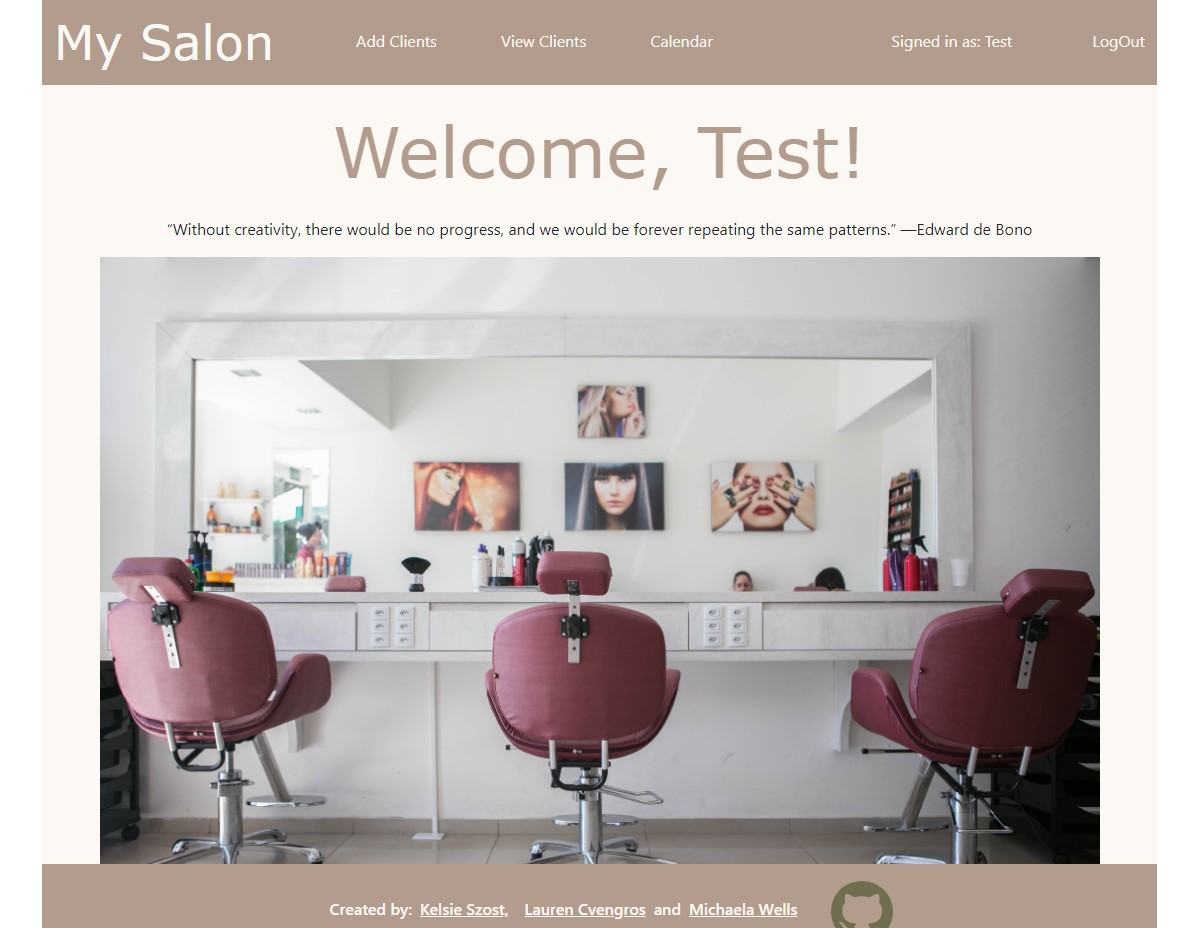 My Salon Add Clients View Clients Calendar Signed in as: Test LogOut
Welcome, Test!
“Without creativity, there would be no progress, and we would be forever repeating the same patterns.” —Edward de Bono
Created by: Kelsie Szost, Lauren Cvengros and Michaela Wells